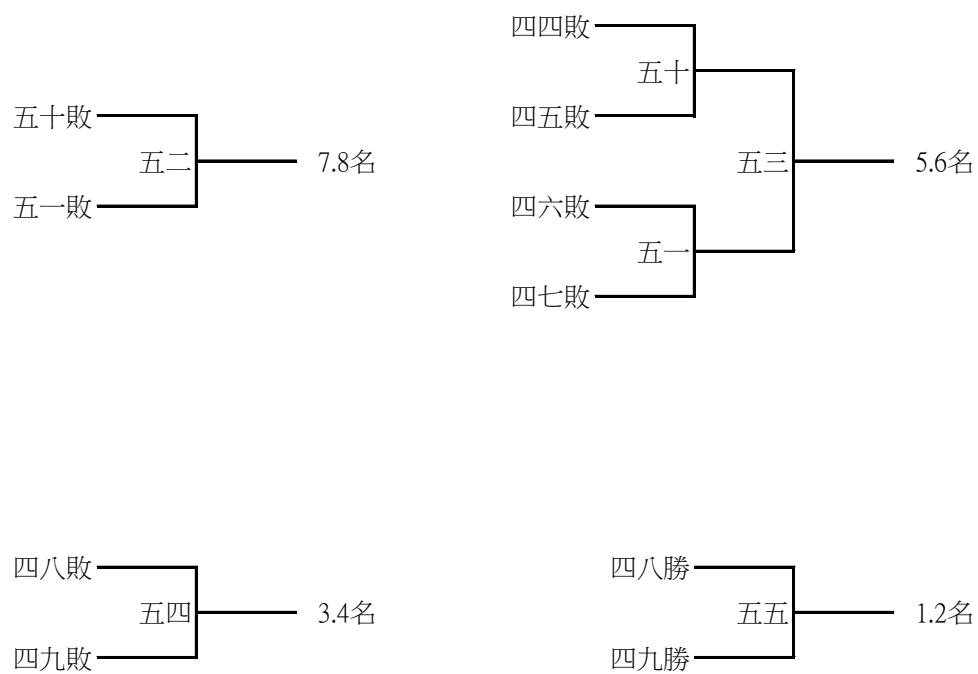 四四敗
五十
四五敗
五十敗
五二
7.8名
五一敗
五三
5.6名
四六敗
五一
四七敗
四八敗
五四
3.4名
四九敗
四八勝
五五
1.2名
四九勝